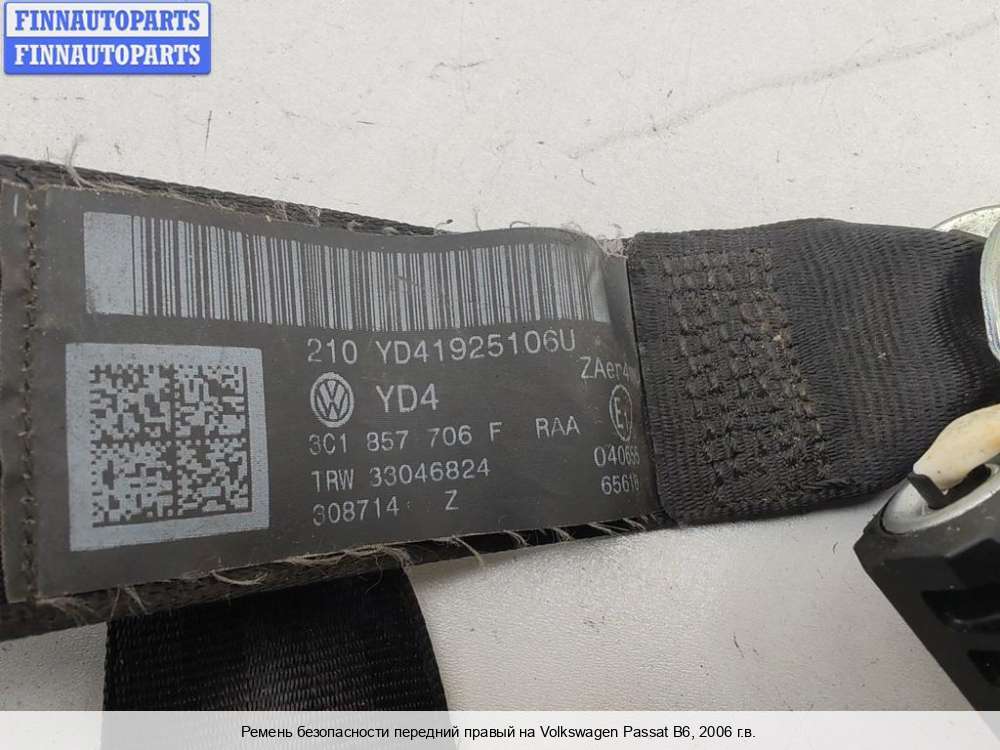 FINNAUTOPARTS
FINNAUTOPARTS
210 YD41925106U
ZAer4
YD4
E1
3C1 857 706 F RAA
040656
TRW 33046824
308714 Z
Ремень безопасности передний правый на Volkswagen Passat B6, 2006 г.в.